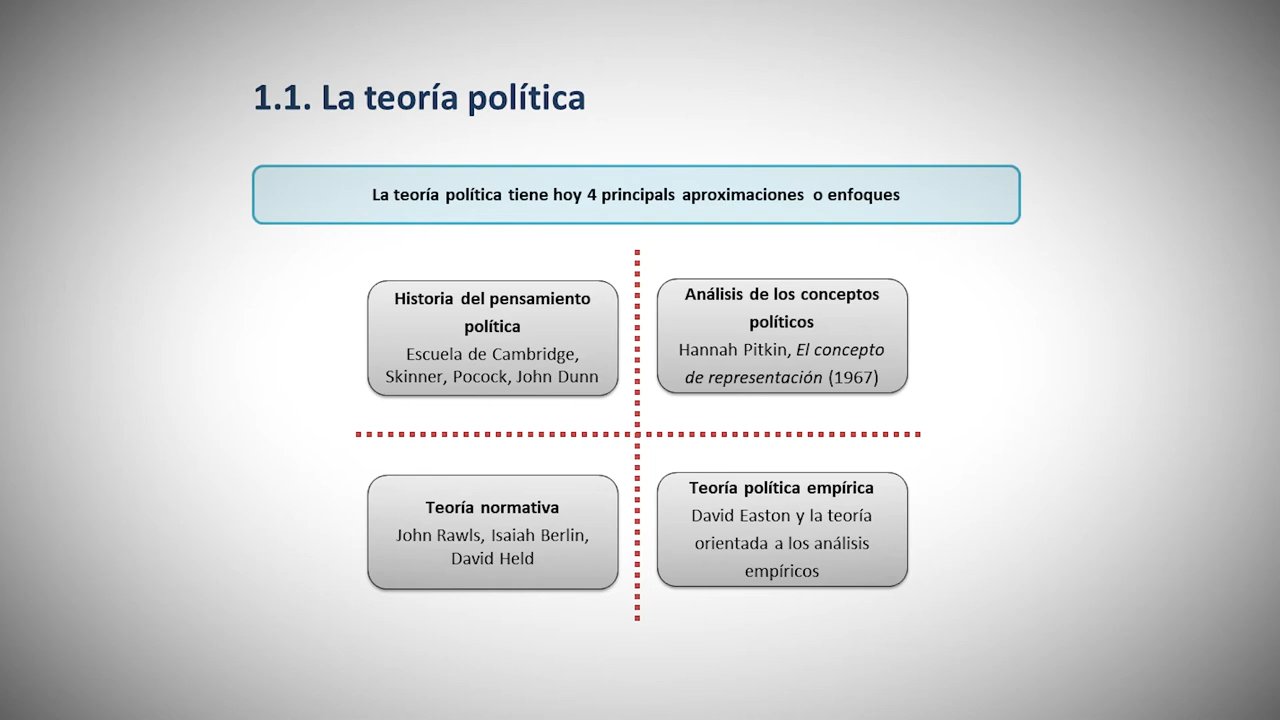 1.1. La teoría política
La teoría política tiene hoy 4 principals aproximaciones o enfoques
Historia del pensamiento
política
Escuela de Cambridge,
Skinner, Pocock, John Dunn
Análisis de los conceptos
políticos
Hannah Pitkin, El concepto
de representación (1967)
Teoría normativa
John Rawls, Isaiah Berlin,
David Held
Teoría política empírica
David Easton y la teoría
orientada a los análisis
empíricos